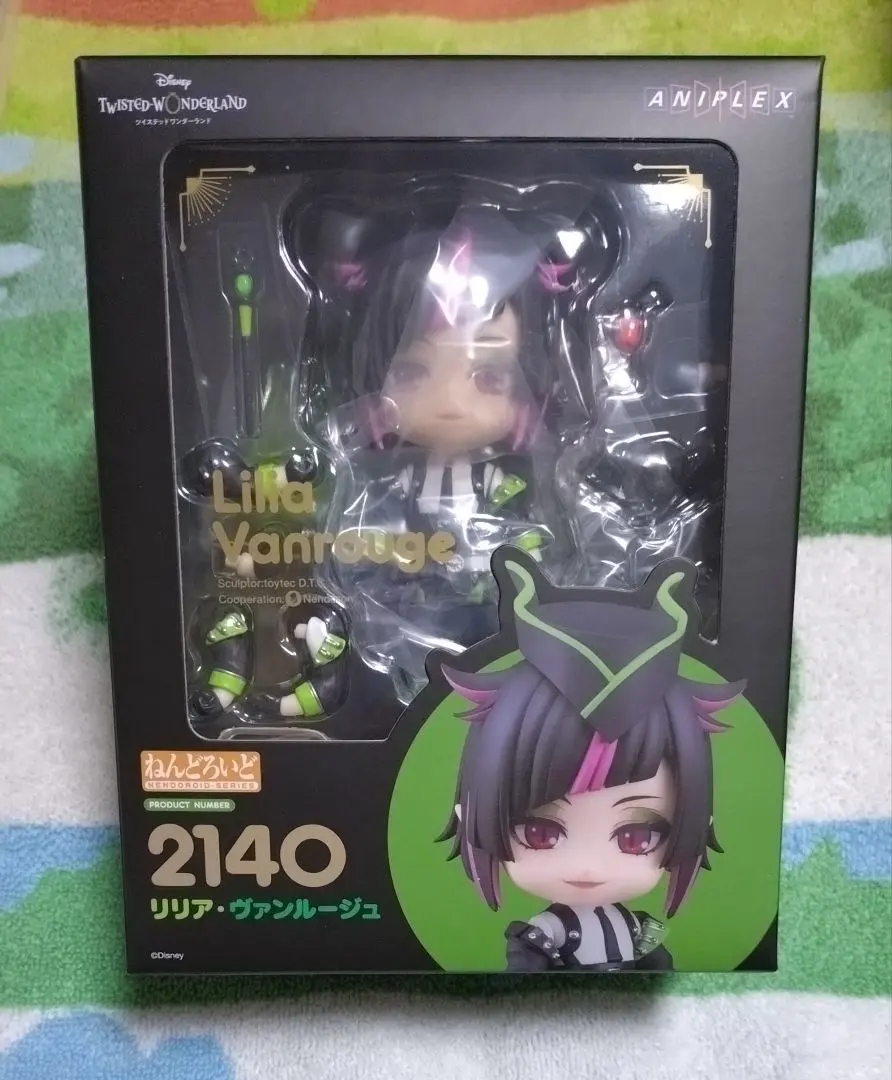 Disney
TWISTED-WONDERLAND
ツイステッドワンダーランド
ANIPLEX
Lilia
Vanrouge
Sculptor:toytec D.T.C
Cooperation: Nendoron
ねんどろいど
NENDOROID-SERIES
PRODUCT NUMBER
2140
リリア・ヴァンルージュ
©Disney